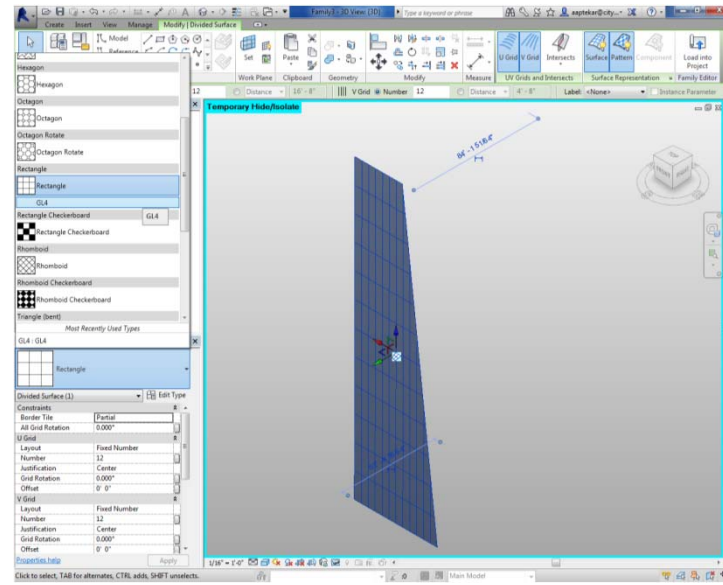 Family1 - 3D View: {3D}
Type a keyword or phrase
aaptekar@city...
Create Insert View Manage Modify | Divided Surface
Model
Reference
Set
Paste
U Grid V Grid Intersects
Surface Pattern Component
Load into
Project
Work Plane Clipboard Geometry Modify Measure UV Grids and Intersects Surface Representation Family Editor
12 Distance 16' - 8" V Grid Number 12 Distance 4' - 8" Label: <None> Instance Parameter
Hexagon
Hexagon
Octagon
Octagon
Octagon Rotate
Octagon Rotate
Rectangle
Rectangle
GL4
GL4
Rectangle Checkerboard
Rectangle Checkerboard
Rhomboid
Rhomboid
Rhomboid Checkerboard
Rhomboid Checkerboard
Triangle (bent)
Most Recently Used Types
GL4 : GL4
Rectangle
Divided Surface (1) Edit Type
Constraints
Border Tile Partial
All Grid Rotation 0.000°
U Grid
Layout Fixed Number
Number 12
Justification Center
Grid Rotation 0.000°
Offset 0' 0"
V Grid
Layout Fixed Number
Number 12
Justification Center
Grid Rotation 0.000°
Offset 0' 0"
Properties help Apply
Temporary Hide/Isolate
1/16" = 1'-0"
Click to select, TAB for alternates, CTRL adds, SHIFT unselects.
:0
Main Model